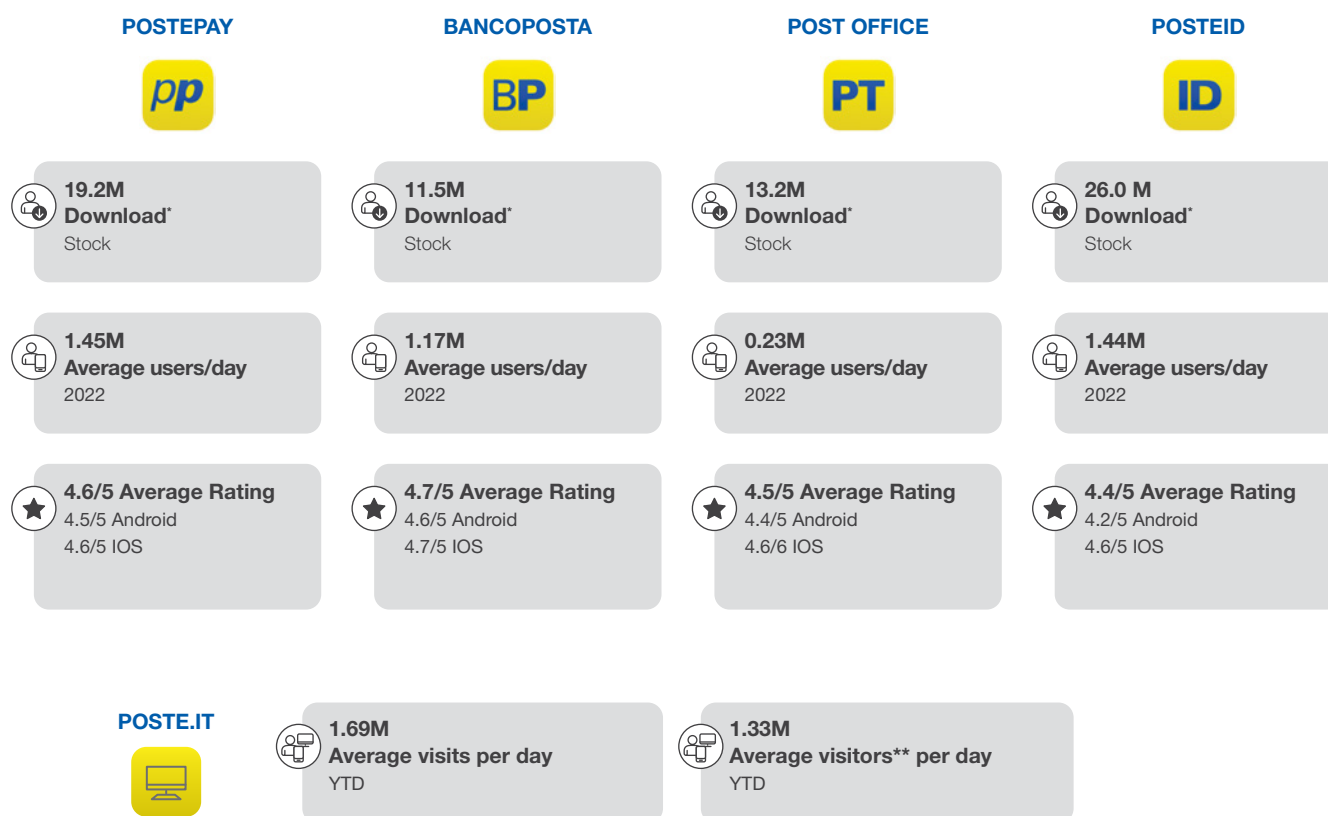 POSTEPAY
BANCOPOSTA
POST OFFICE
POSTEID
pp
BP
PT
ID
19.2M
Download*
Stock
11.5M
Download*
Stock
13.2M
Download*
Stock
26.0 M
Download*
Stock
1.45M
Average users/day
2022
1.17M
Average users/day
2022
0.23M
Average users/day
2022
1.44M
Average users/day
2022
4.6/5 Average Rating
4.5/5 Android
4.6/5 IOS
4.7/5 Average Rating
4.6/5 Android
4.7/5 IOS
4.5/5 Average Rating
4.4/5 Android
4.6/6 IOS
4.4/5 Average Rating
4.2/5 Android
4.6/5 IOS
POSTE.IT
1.69M
Average visits per day
YTD
1.33M
Average visitors** per day
YTD